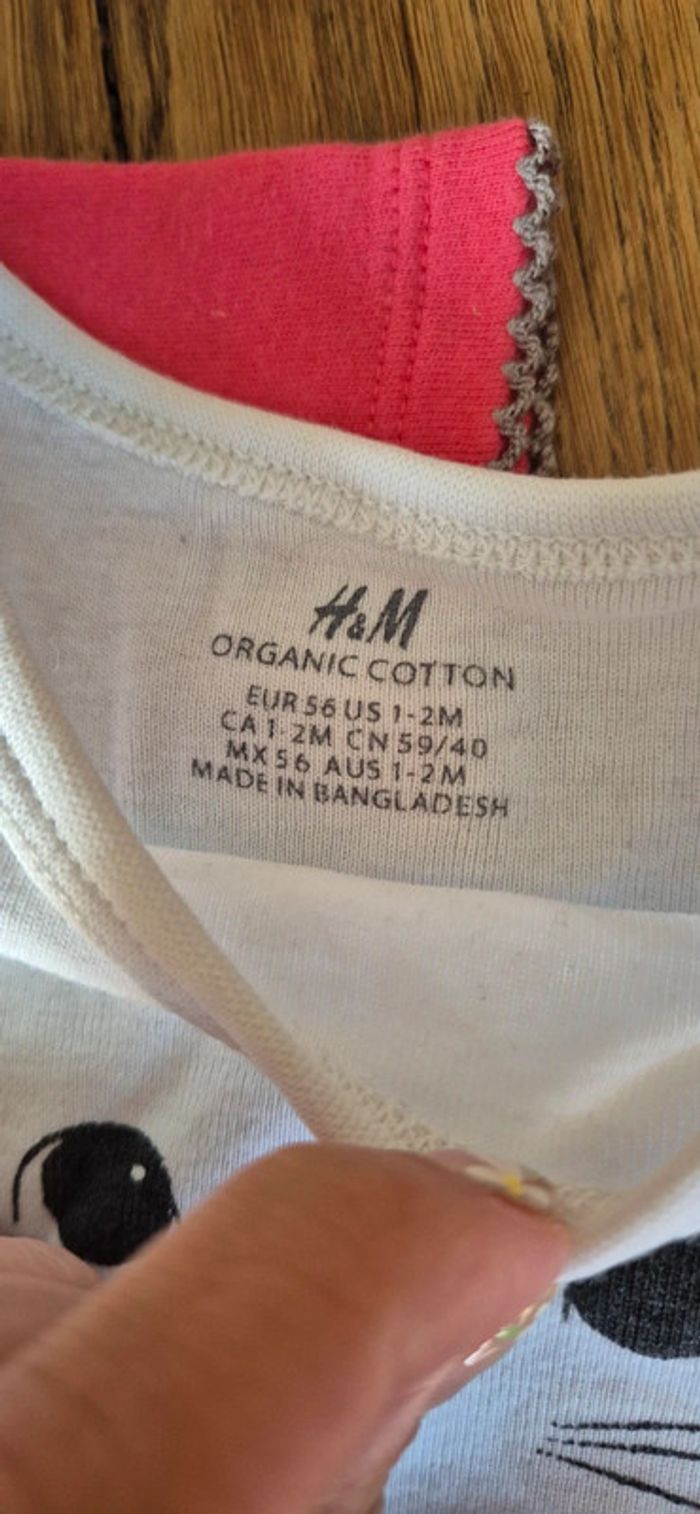 H&M
ORGANIC COTTON
EUR 56 US 1-2M
CA 1-2M CN 59/40
MX 56 AUS 1-2M
MADE IN BANGLADESH